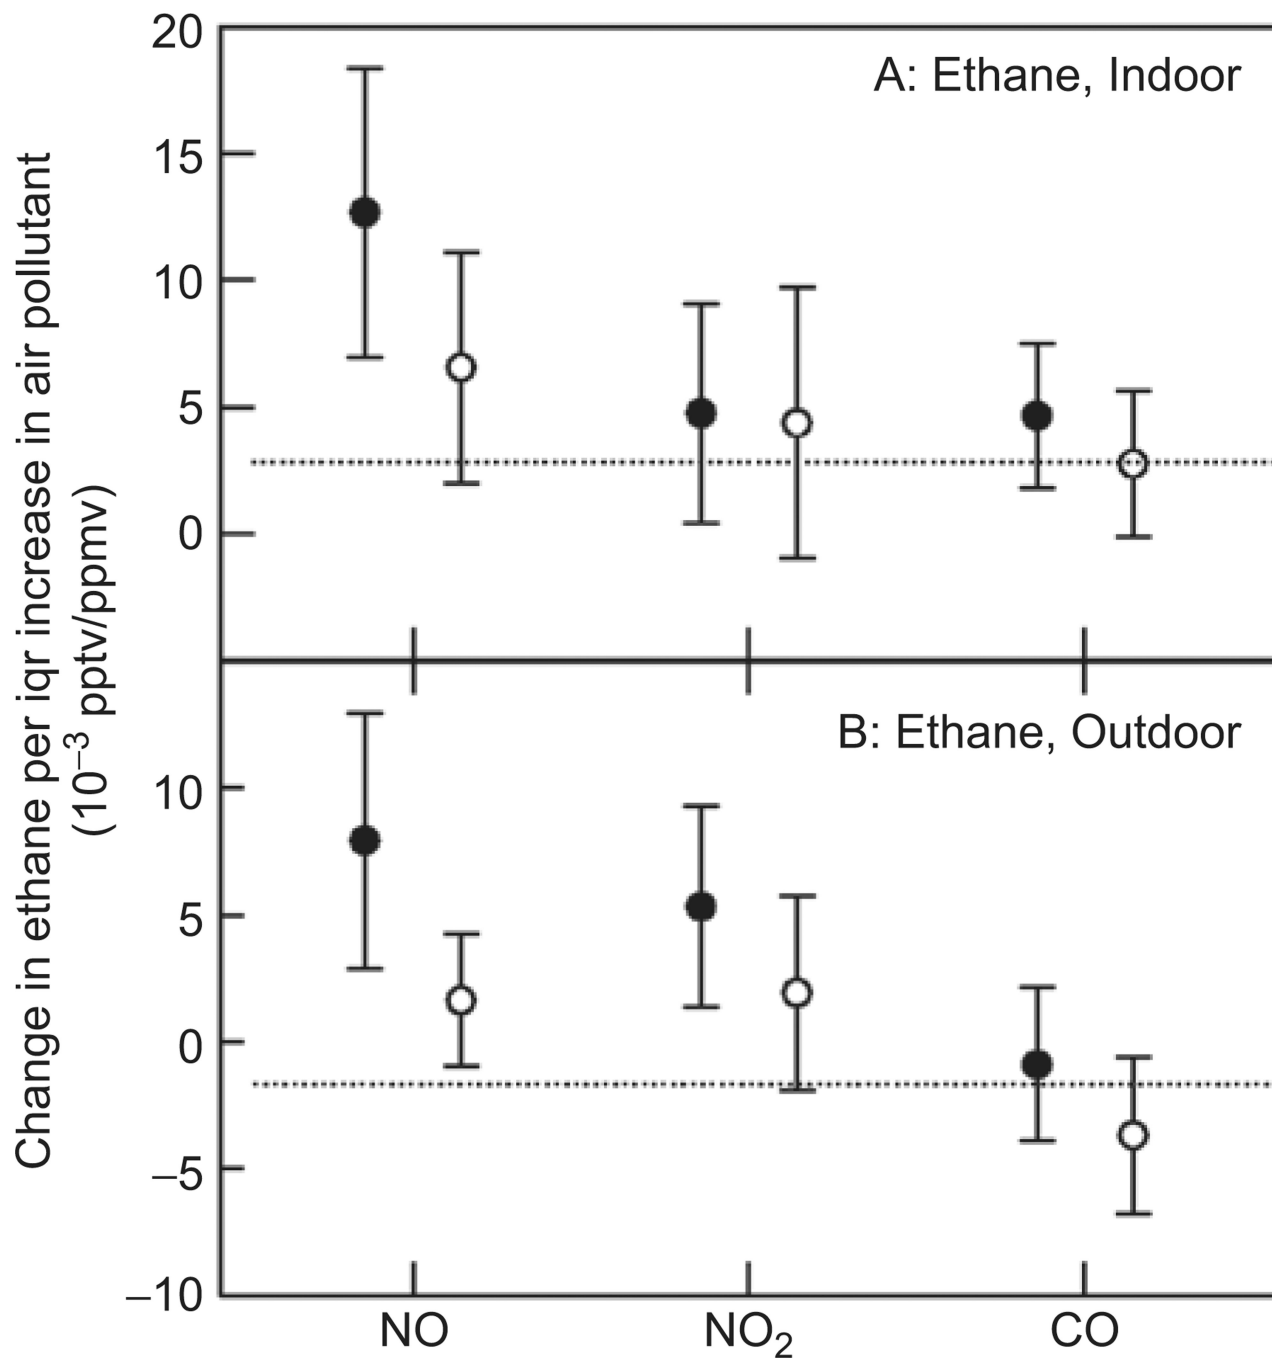 Change in ethane per iqr increase in air pollutant
(10⁻³ pptv/ppmv)
A: Ethane, Indoor
20
15
10
5
0
B: Ethane, Outdoor
10
5
0
–5
–10
NO
NO₂
CO